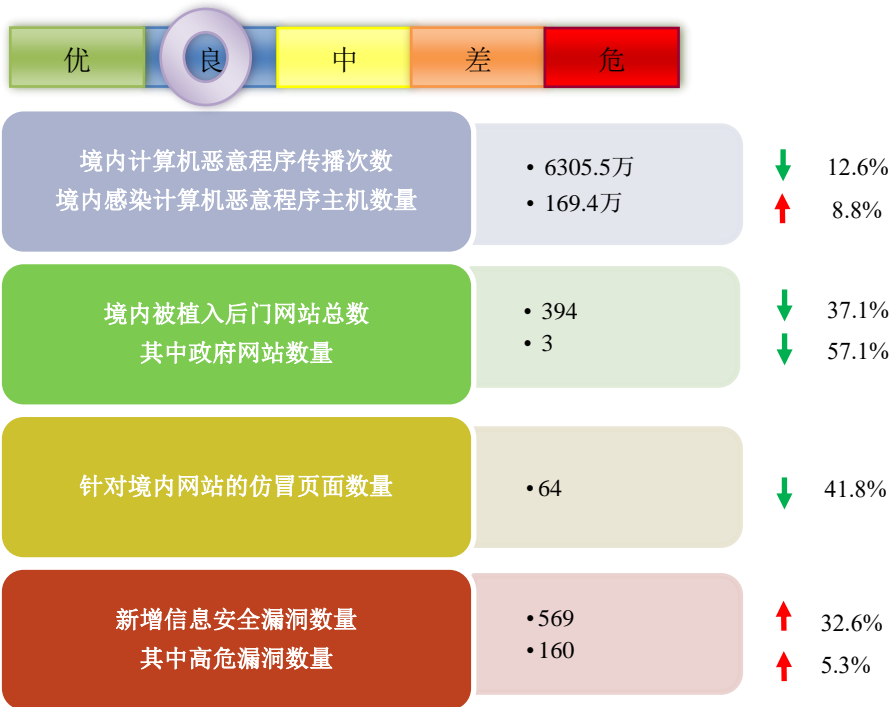 优 良 中 差 危
境内计算机恶意程序传播次数
境内感染计算机恶意程序主机数量
• 6305.5万
• 169.4万
12.6%
8.8%
境内被植入后门网站总数
其中政府网站数量
• 394
• 3
37.1%
57.1%
针对境内网站的仿冒页面数量
•64
41.8%
新增信息安全漏洞数量
其中高危漏洞数量
•569
•160
32.6%
5.3%